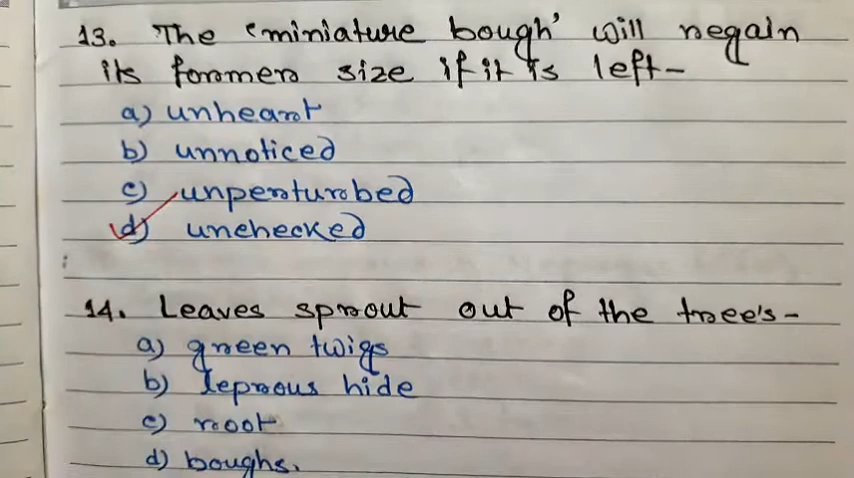 13. The 'miniature bough' will regain
its former size if it is left-
a) unheart
b) unnoticed
c) unperturbed
d) unchecked
14. Leaves sprout out of the tree's-
a) green twigs
b) leprous hide
c) root
d) boughs.